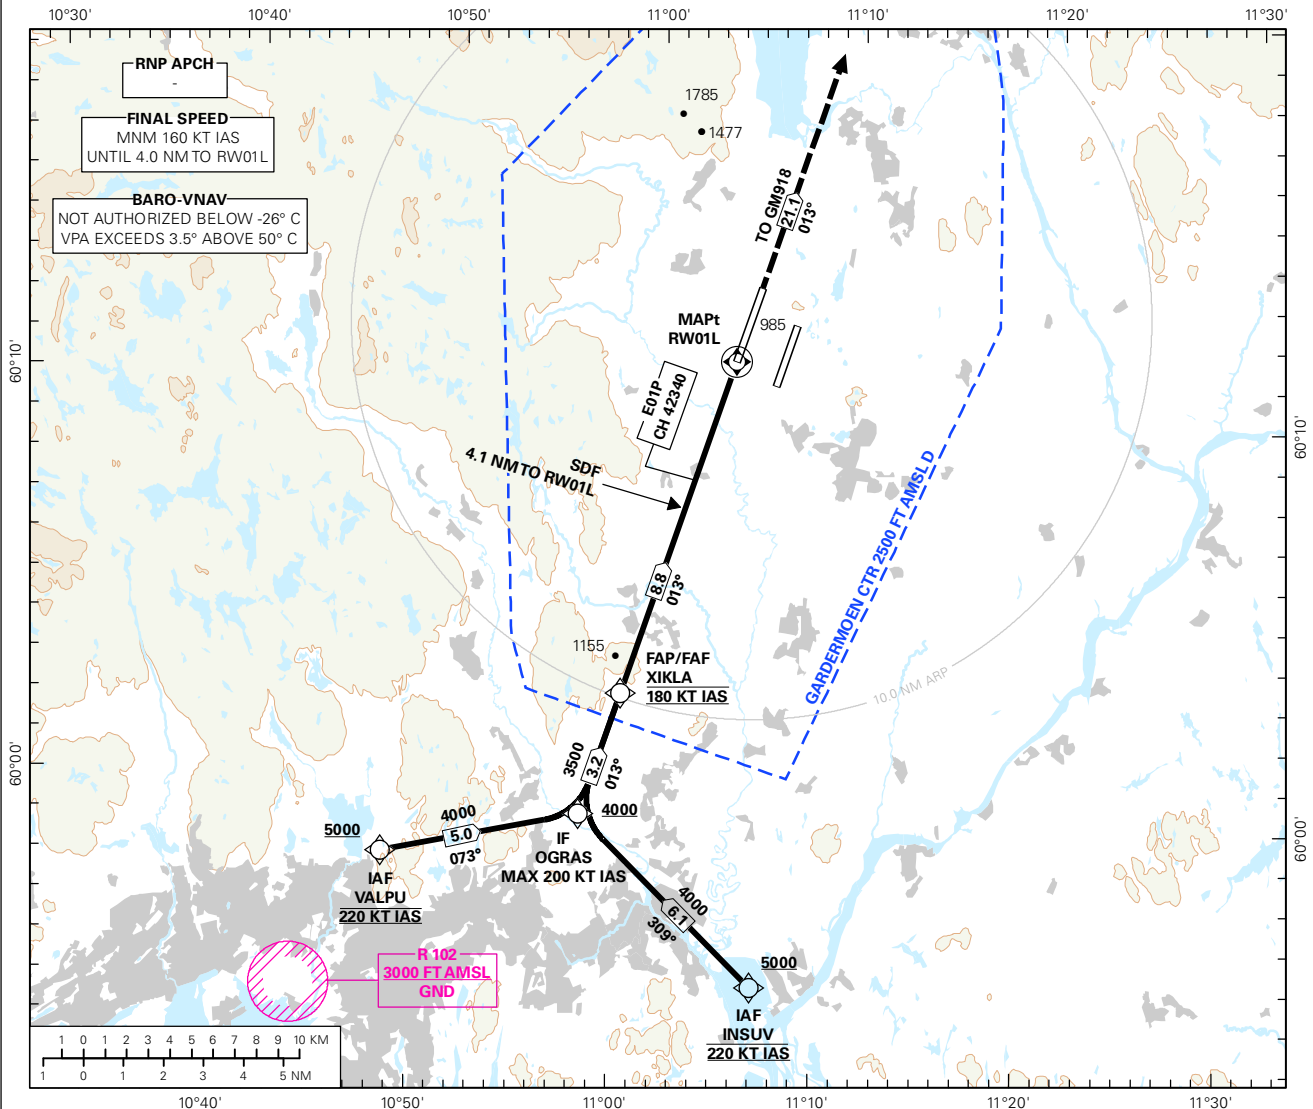 10°30'
10°40'
10°50'
11°00'
11°10'
11°20'
11°30'
RNP APCH
-
FINAL SPEED
MNM 160 KT IAS
UNTIL 4.0 NM TO RW01L
BARO-VNAV
NOT AUTHORIZED BELOW -26° C
VPA EXCEEDS 3.5° ABOVE 50° C
1785
1477
TO GM918
21.1
013°
MAPt
RW01L
985
60°10'
E01P
CH 42340
60°10'
SDF
4.1 NM TO RW01L
GARDERMOEN CTR 2500 FT AMSL D
8.8
013°
1155
FAP/FAF
XIKLA
180 KT IAS
10.0 NM ARP
60°00'
3500
3.2
013°
4000
4000
5000
5.0
073°
IF
OGRAS
MAX 200 KT IAS
60°00'
IAF
VALPU
220 KT IAS
4000
6.1
309°
R 102
3000 FT AMSL
GND
5000
IAF
INSUV
220 KT IAS
1 0 1 2 3 4 5 6 7 8 9 10 KM
1 0 1 2 3 4 5 NM
10°40'
10°50'
11°00'
11°10'
11°20'
11°30'